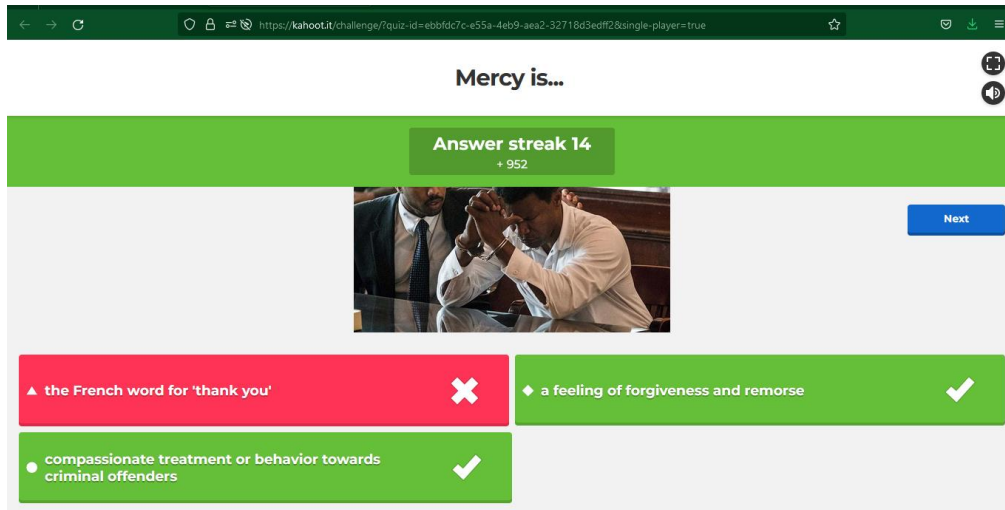 https://kahoot.it/challenge/?quiz-id=ebbfdc7c-e55a-4eb9-aea2-32718d3edff2&single-player=true
Mercy is...
Answer streak 14
+ 952
Next
the French word for 'thank you'
a feeling of forgiveness and remorse
compassionate treatment or behavior towards
criminal offenders